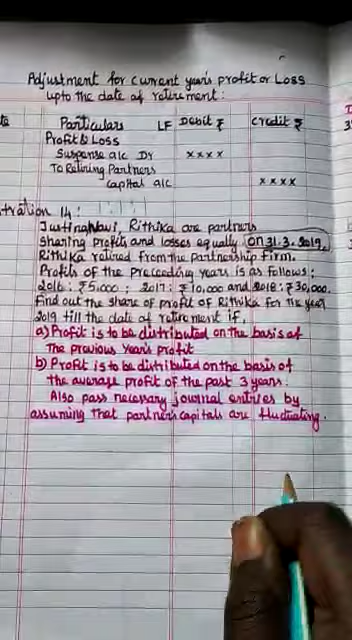 Adjustment for current year's profit or Loss
upto the date of retirement:
Particulars LF Debit ₹ Credit ₹
Profit & Loss
Suspense a/c Dr xxxx
To Retiring Partners
capital a/c xxxx
stration 14:
Justina, Navi, Rithika are partners
sharing profits and losses equally on 31.3.2019,
Rithika retired from the partnership firm.
Profits of the preceeding years is as follows:
2016: ₹5,000; 2017: ₹10,000 and 2018: ₹30,000.
Find out the share of profit of Rithika for the year
2019 till the date of retirement if,
a) Profit is to be distributed on the basis of
the previous year's profit
b) Profit is to be distributed on the basis of
the average profit of the past 3 years.
Also pass necessary journal entries by
assuming that partner's capitals are fluctuating.